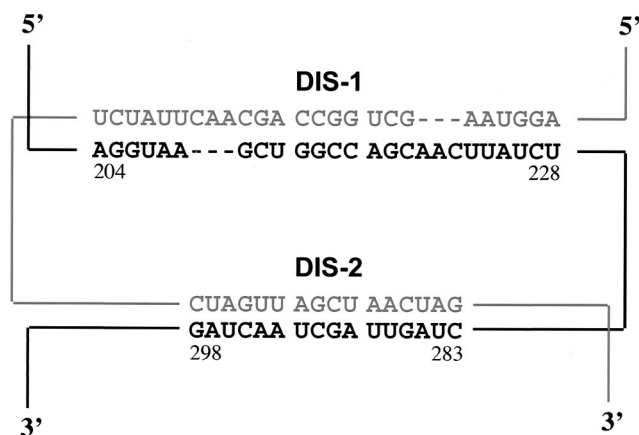 5’ 5’
DIS-1
UCUAUUCAACGA CCGG UCG---AAUGGA
AGGUAA---GCU GGCC AGCAACUUAUCU
204 228
DIS-2
CUAGUU AGCU AACUAG
GAUCAA UCGA UUGAUC
298 283
3’ 3’